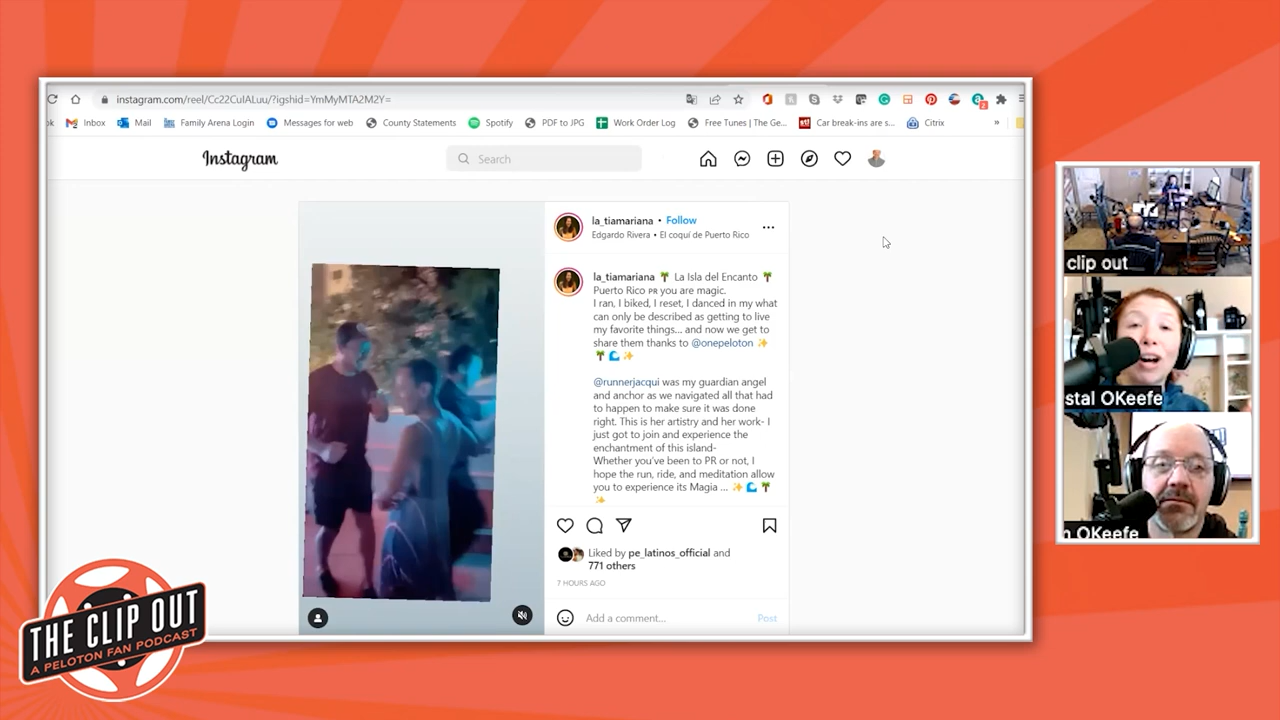 instagram.com/reel/Cc22CuIALuu/?igshid=YmMyMTA2M2Y=
2
ok
Inbox
Mail
Family Arena Login
Messages for web
County Statements
Spotify
PDF to JPG
Work Order Log
Free Tunes | The Ge...
Car break-ins are s...
Citrix
»
Instagram
Search
la_tiamariana • Follow
Edgardo Rivera • El coquí de Puerto Rico
la_tiamariana 🌴 La Isla del Encanto 🌴
Puerto Rico PR you are magic.
I ran, I biked, I reset, I danced in my what
can only be described as getting to live
my favorite things... and now we get to
share them thanks to @onepeloton ✨
🌴 🌊 ✨
@runnerjacqui was my guardian angel
and anchor as we navigated all that had
to happen to make sure it was done
right. This is her artistry and her work- I
just got to join and experience the
enchantment of this island-
Whether you've been to PR or not, I
hope the run, ride, and meditation allow
you to experience its Magia ... ✨ 🌊 🌴
✨
Liked by pe_latinos_official and
771 others
7 HOURS AGO
Add a comment...
Post
clip out
stal OKeefe
OKeefe
THE CLIP OUT
A PELOTON FAN PODCAST